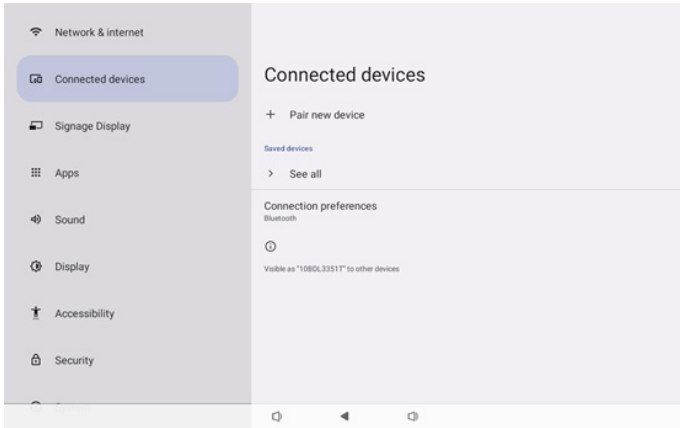 Network & internet
Connected devices
Signage Display
Apps
Sound
Display
Accessibility
Security
Connected devices
Pair new device
Saved devices
See all
Connection preferences
Bluetooth
Visible as "10BDL3351T" to other devices